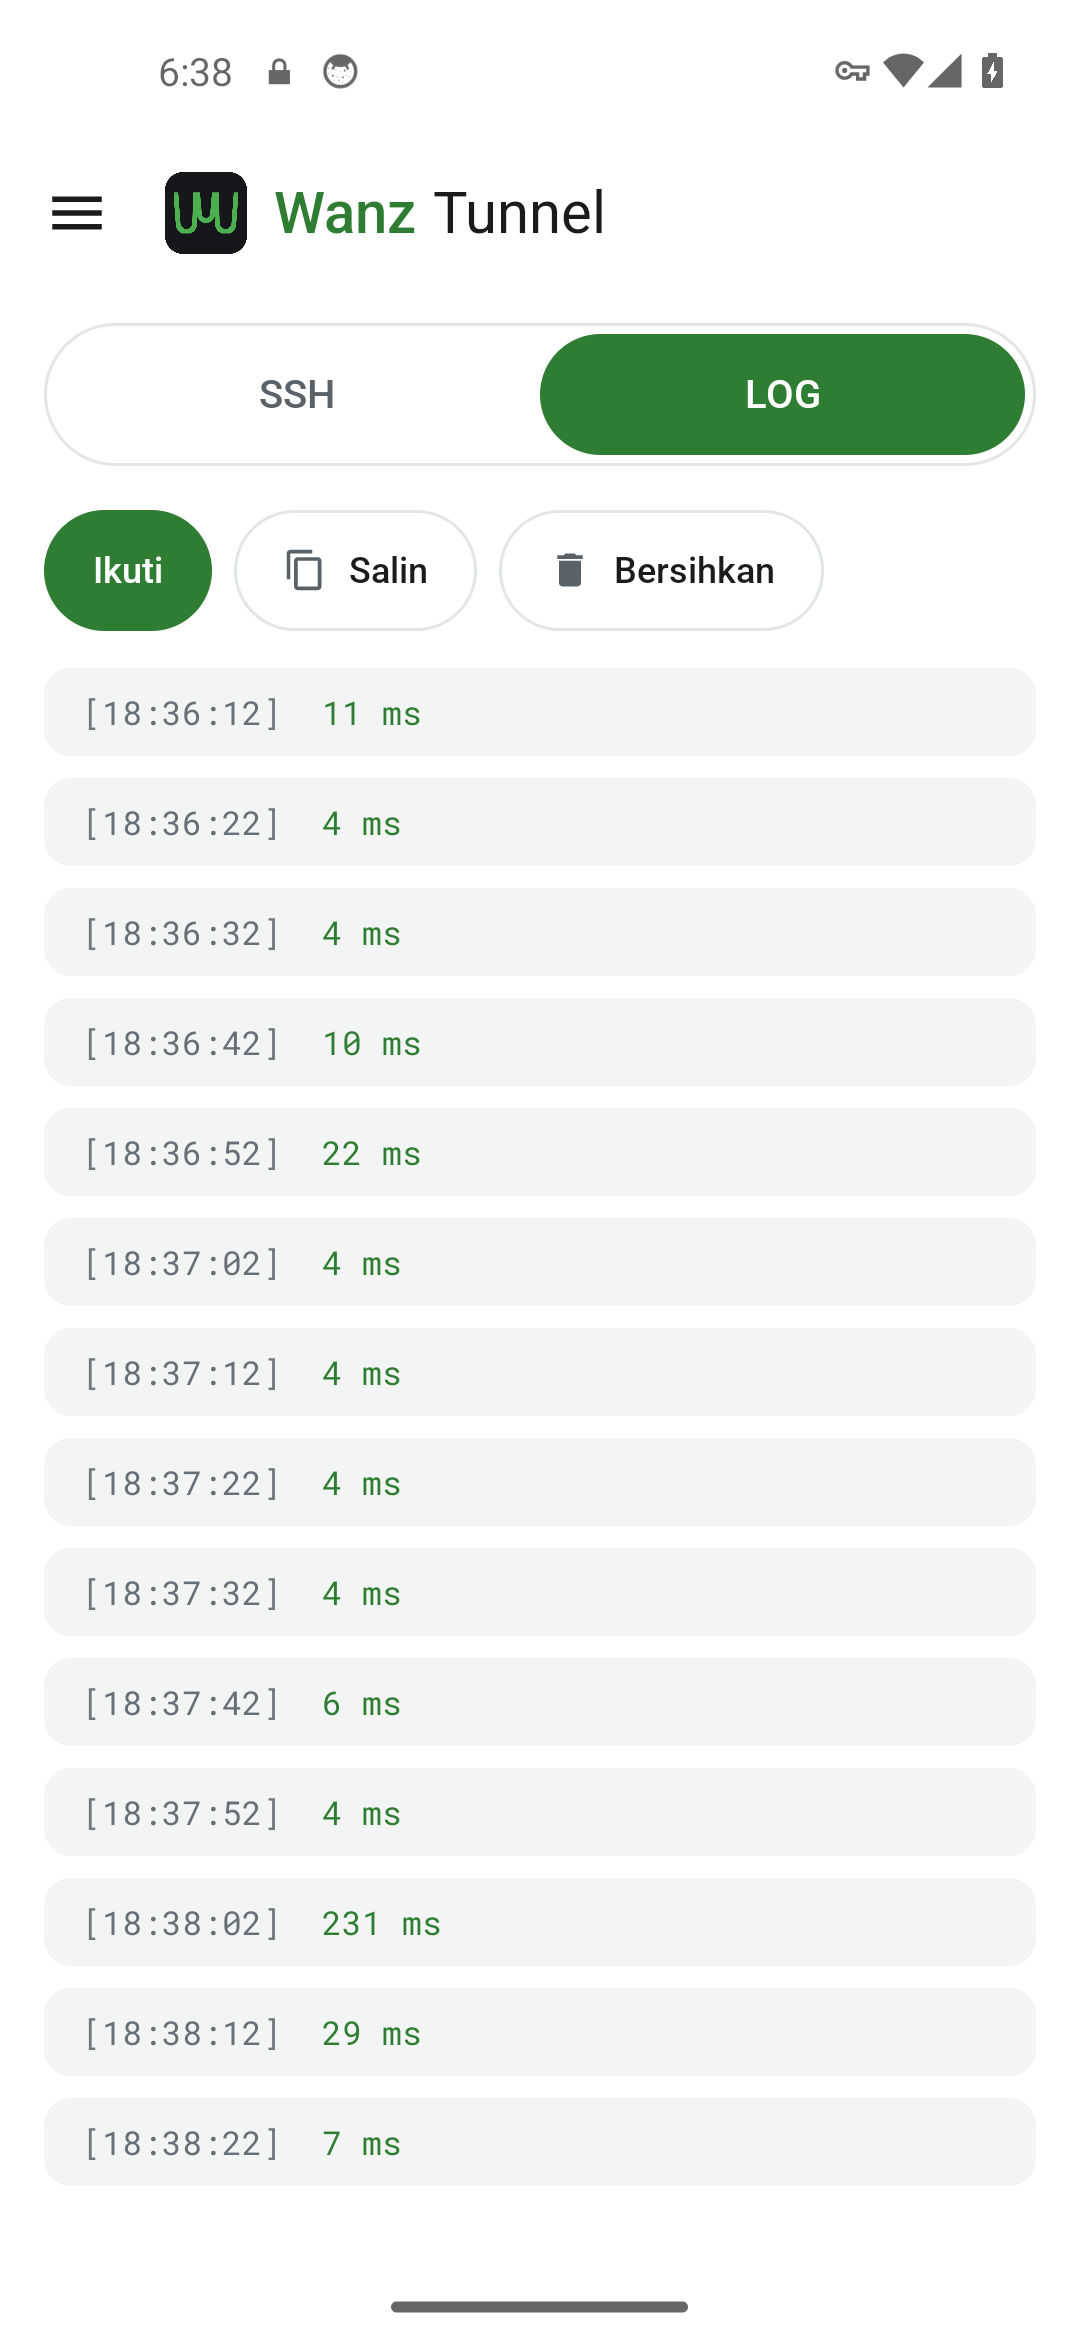 6:38
Wanz Tunnel
SSH
LOG
Ikuti
Salin
Bersihkan
[18:36:12] 11 ms
[18:36:22] 4 ms
[18:36:32] 4 ms
[18:36:42] 10 ms
[18:36:52] 22 ms
[18:37:02] 4 ms
[18:37:12] 4 ms
[18:37:22] 4 ms
[18:37:32] 4 ms
[18:37:42] 6 ms
[18:37:52] 4 ms
[18:38:02] 231 ms
[18:38:12] 29 ms
[18:38:22] 7 ms